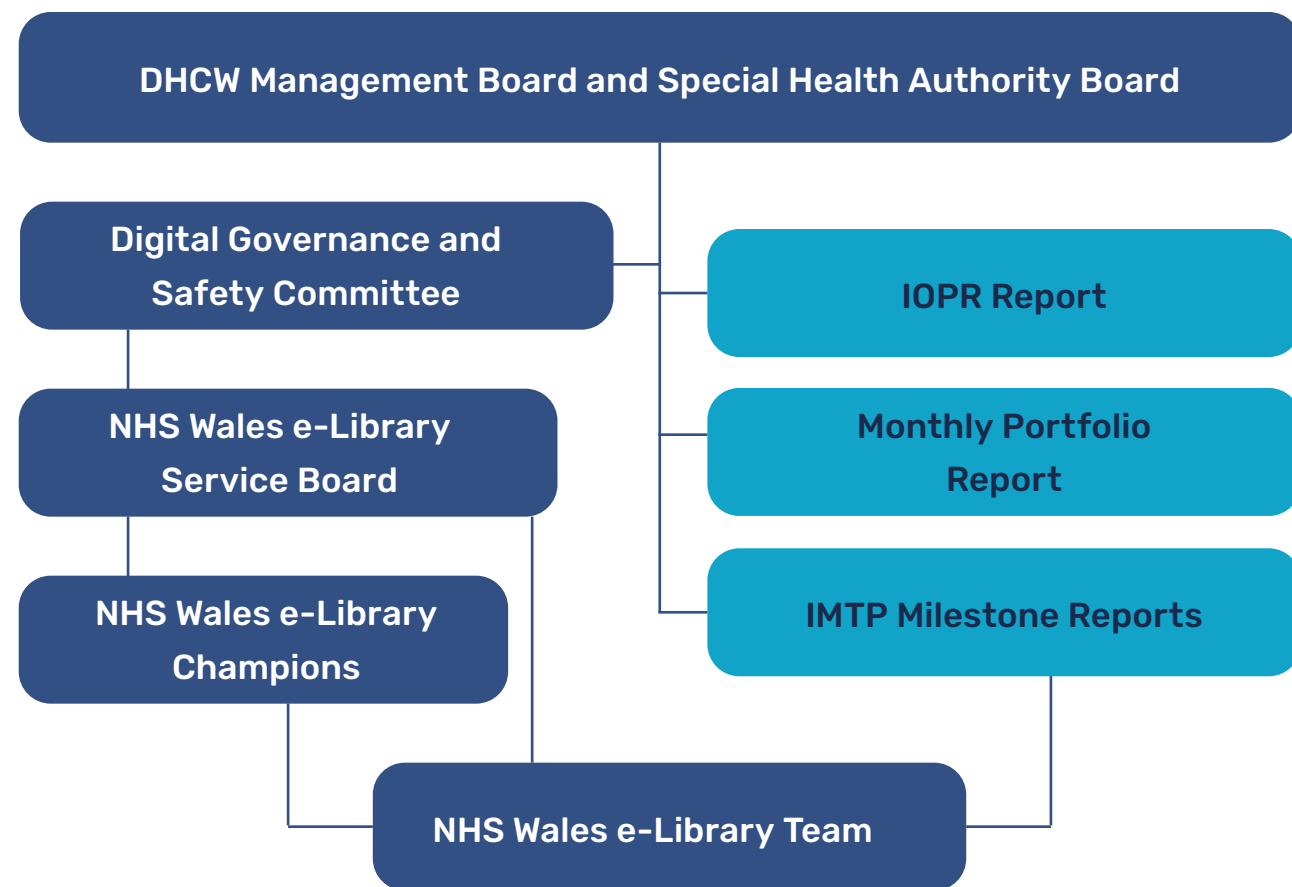 DHCW Management Board and Special Health Authority Board
Digital Governance and
Safety Committee
IOPR Report
NHS Wales e-Library
Service Board
Monthly Portfolio
Report
NHS Wales e-Library
Champions
IMTP Milestone Reports
NHS Wales e-Library Team